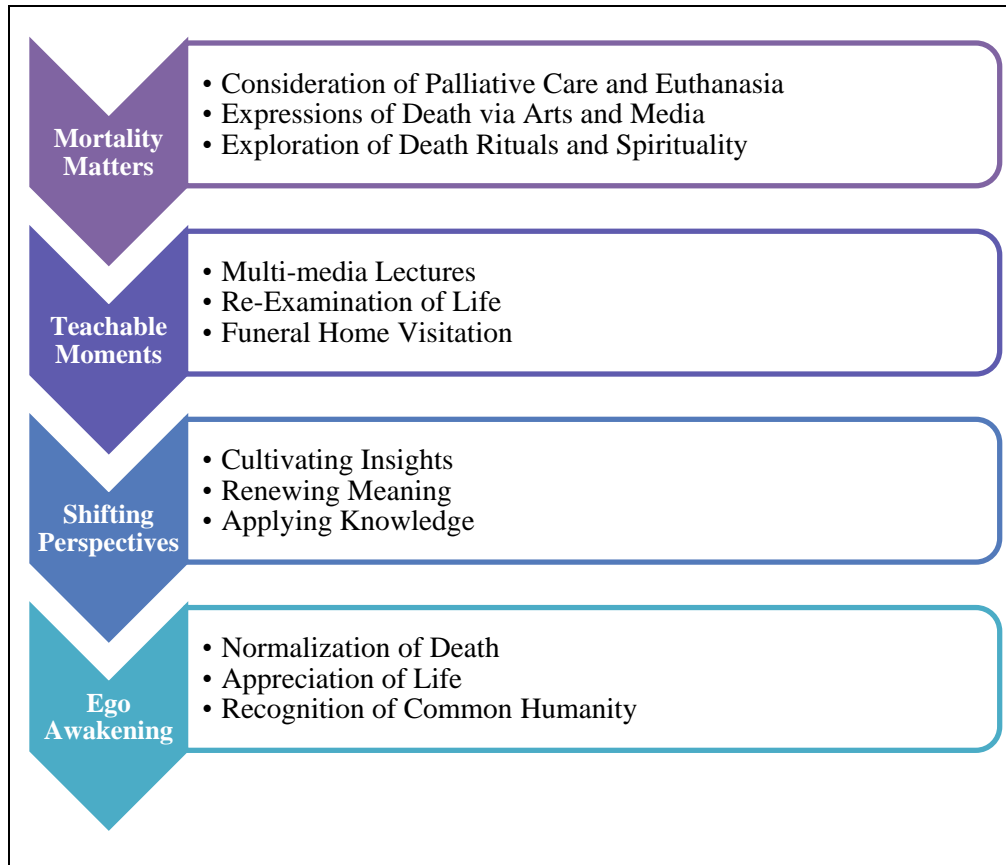 Mortality
Matters
• Consideration of Palliative Care and Euthanasia
• Expressions of Death via Arts and Media
• Exploration of Death Rituals and Spirituality
Teachable
Moments
• Multi-media Lectures
• Re-Examination of Life
• Funeral Home Visitation
Shifting
Perspectives
• Cultivating Insights
• Renewing Meaning
• Applying Knowledge
Ego
Awakening
• Normalization of Death
• Appreciation of Life
• Recognition of Common Humanity